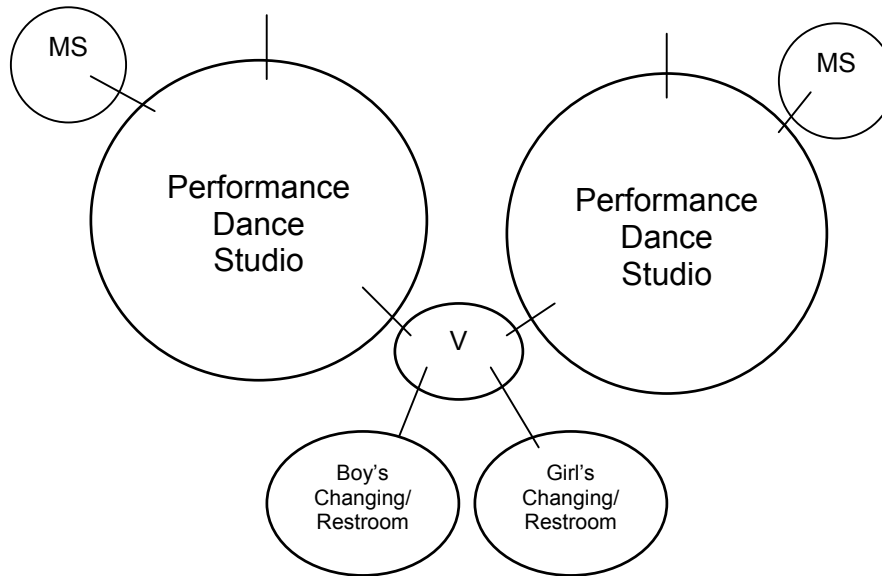 MS
MS
Performance
Dance
Studio
Performance
Dance
Studio
V
Boy's
Changing/
Restroom
Girl's
Changing/
Restroom